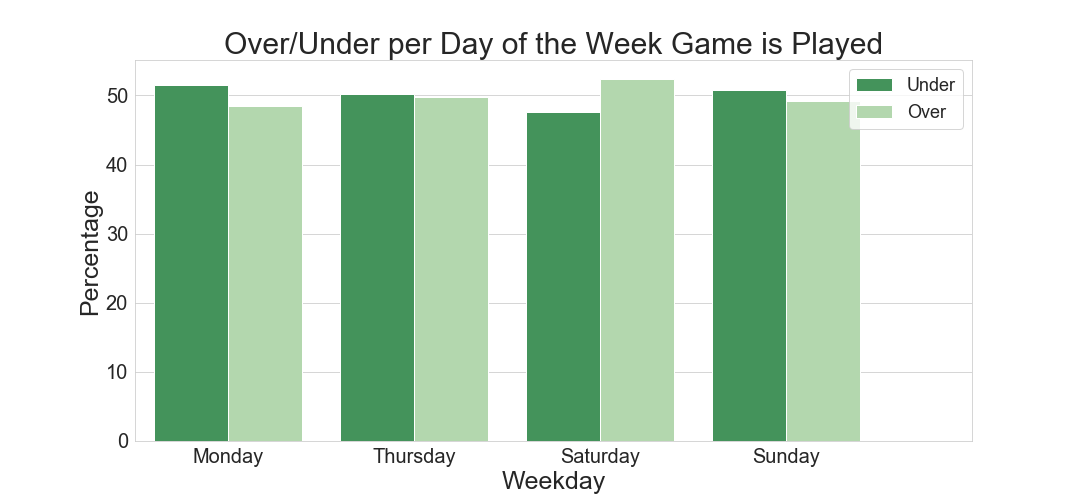 Over/Under per Day of the Week Game is Played
Under
Over
Percentage
50
40
30
20
10
0
Monday Thursday Saturday Sunday
Weekday